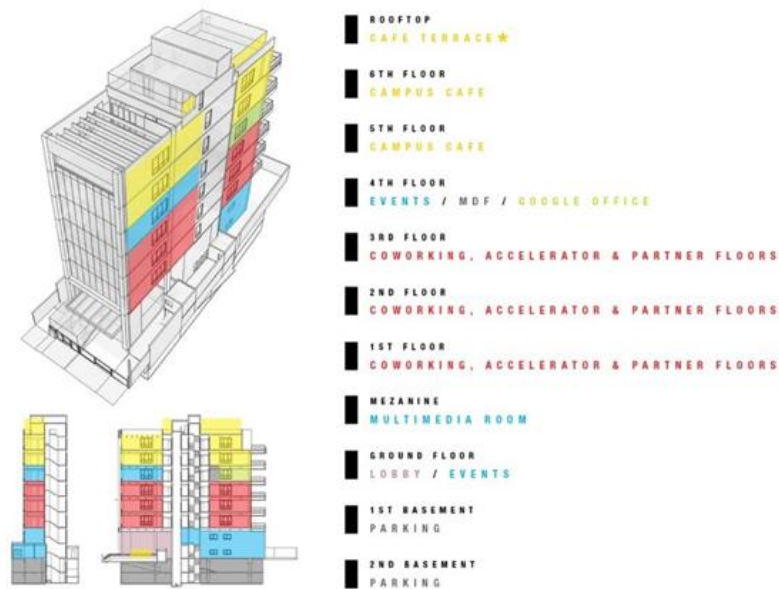 ROOFTOP
CAFE TERRACE★
6TH FLOOR
CAMPUS CAFE
5TH FLOOR
CAMPUS CAFE
4TH FLOOR
EVENTS / MDF / GOOGLE OFFICE
3RD FLOOR
COWORKING, ACCELERATOR & PARTNER FLOORS
2ND FLOOR
COWORKING, ACCELERATOR & PARTNER FLOORS
1ST FLOOR
COWORKING, ACCELERATOR & PARTNER FLOORS
MEZANINE
MULTIMEDIA ROOM
GROUND FLOOR
LOBBY / EVENTS
1ST BASEMENT
PARKING
2ND BASEMENT
PARKING